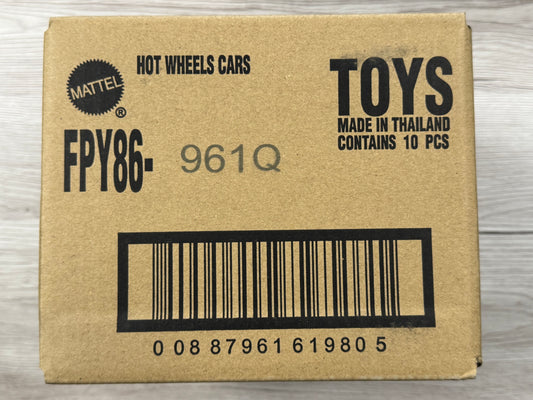 HOT WHEELS CARS
MATTEL
®
TOYS
MADE IN THAILAND
CONTAINS 10 PCS
FPY86- 961Q
0 08 87961 61980 5